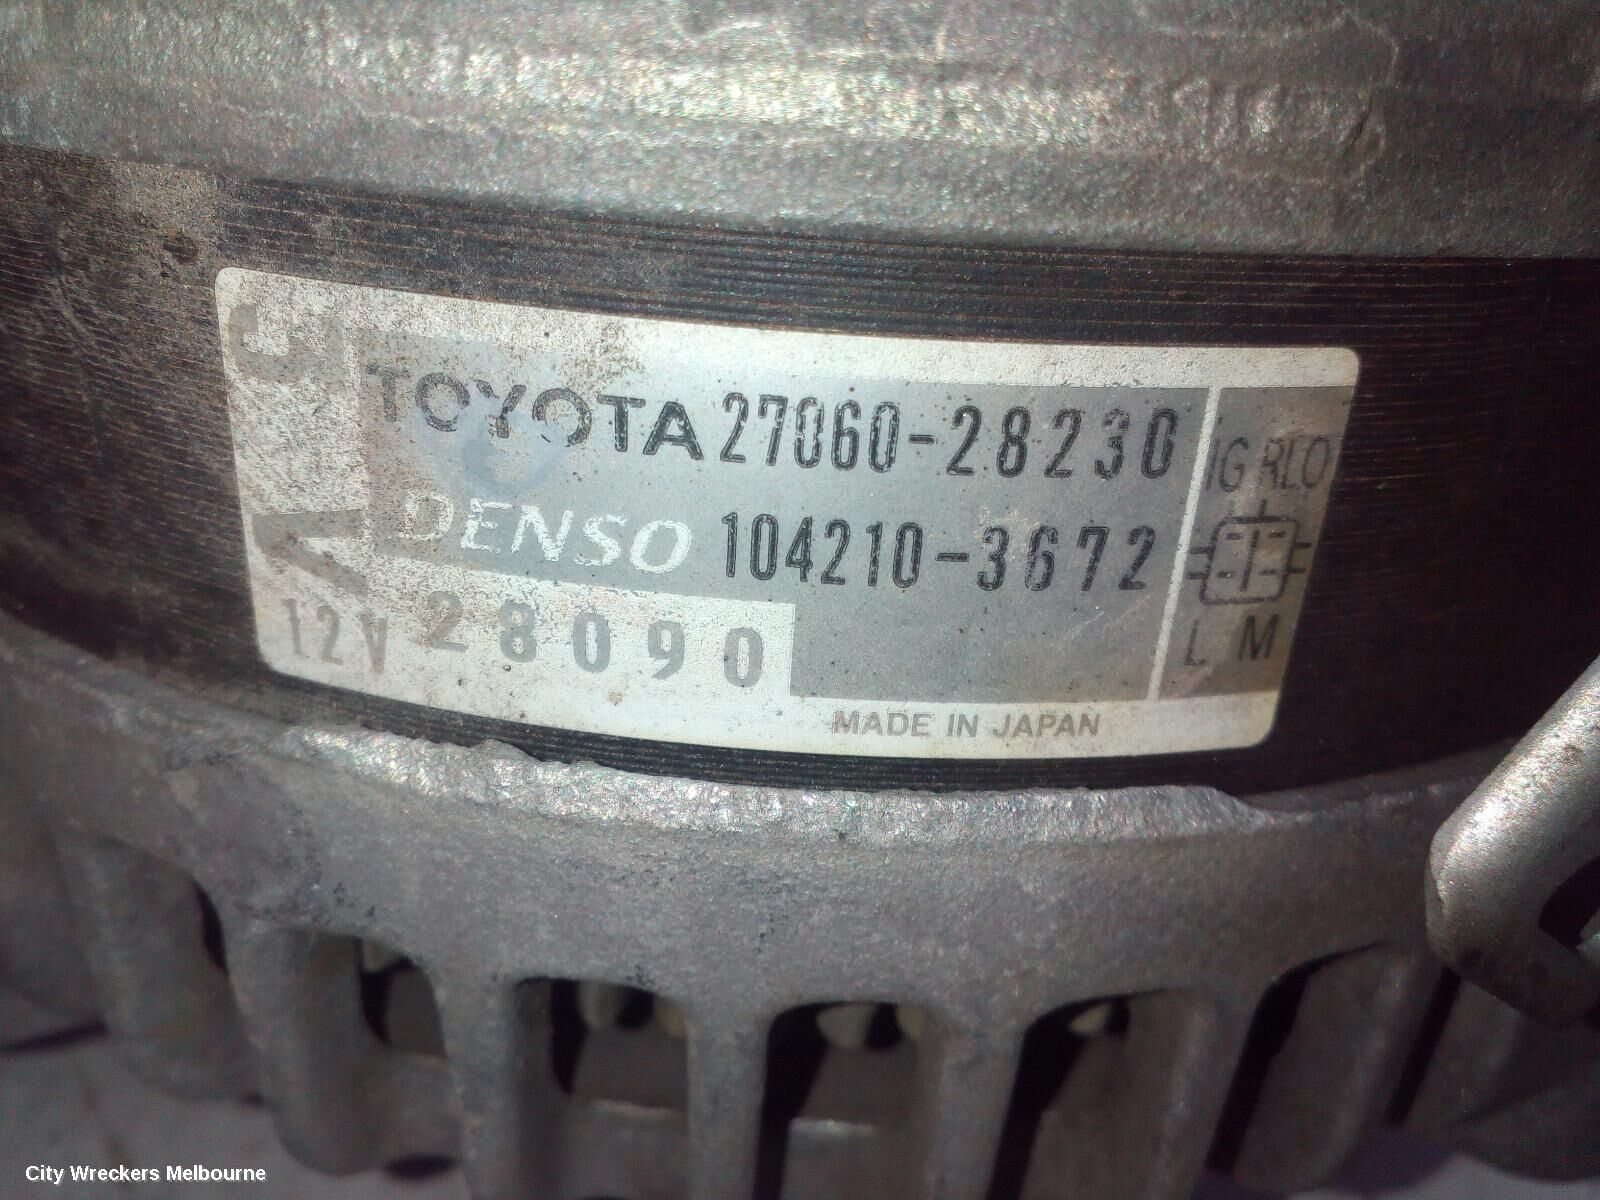 TOYOTA 27060-28230
DENSO 104210-3672
12V 28090
MADE IN JAPAN
IG RLO
L M
City Wreckers Melbourne